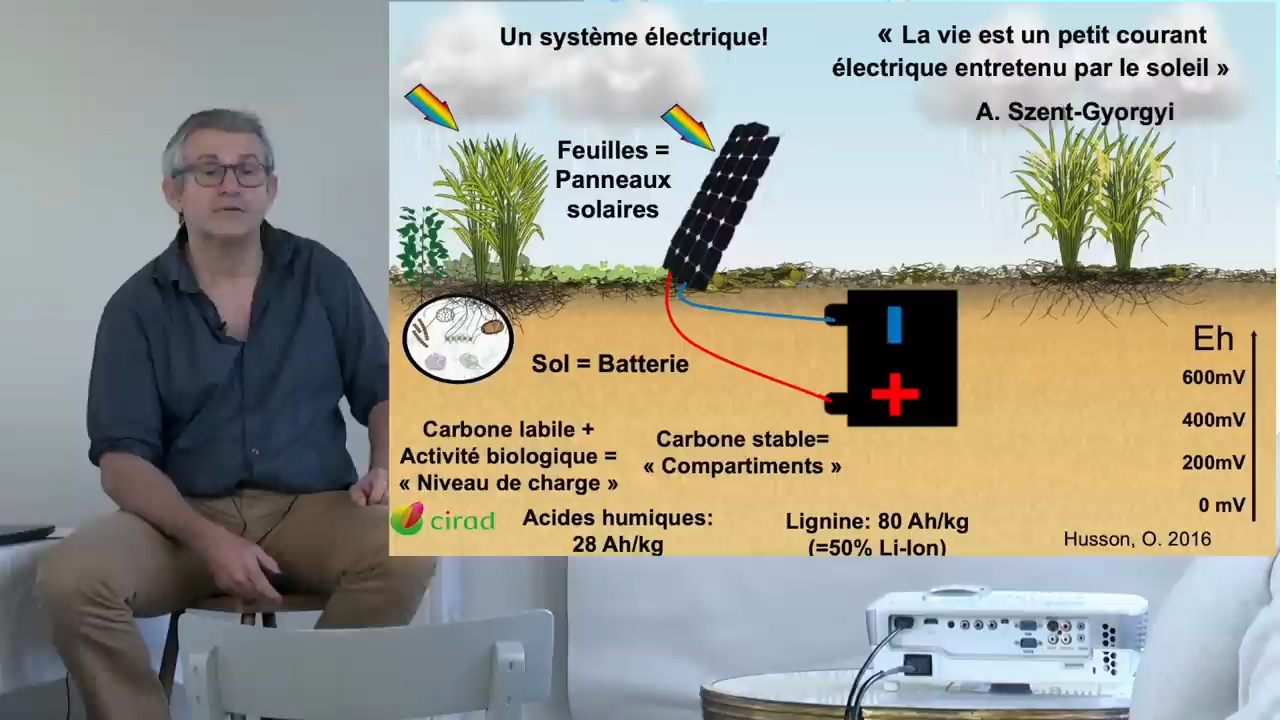 Un système électrique!
« La vie est un petit courant
électrique entretenu par le soleil »
A. Szent-Gyorgyi
Feuilles =
Panneaux
solaires
Sol = Batterie
Eh
600mV
400mV
200mV
0 mV
Carbone labile +
Activité biologique =
« Niveau de charge »
Carbone stable=
« Compartiments »
cirad
Acides humiques:
28 Ah/kg
Lignine: 80 Ah/kg
(=50% Li-Ion)
Husson, O. 2016